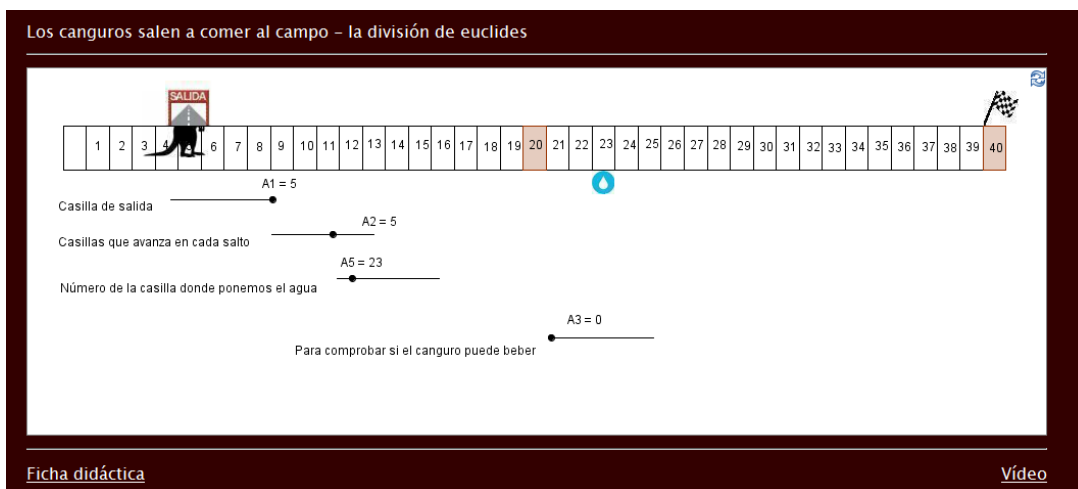 Los canguros salen a comer al campo – la división de euclides
SALIDA
1 2 3 4 6 7 8 9 10 11 12 13 14 15 16 17 18 19 20 21 22 23 24 25 26 27 28 29 30 31 32 33 34 35 36 37 38 39 40
A1 = 5
Casilla de salida
A2 = 5
Casillas que avanza en cada salto
A5 = 23
Número de la casilla donde ponemos el agua
A3 = 0
Para comprobar si el canguro puede beber
Ficha didáctica
Vídeo